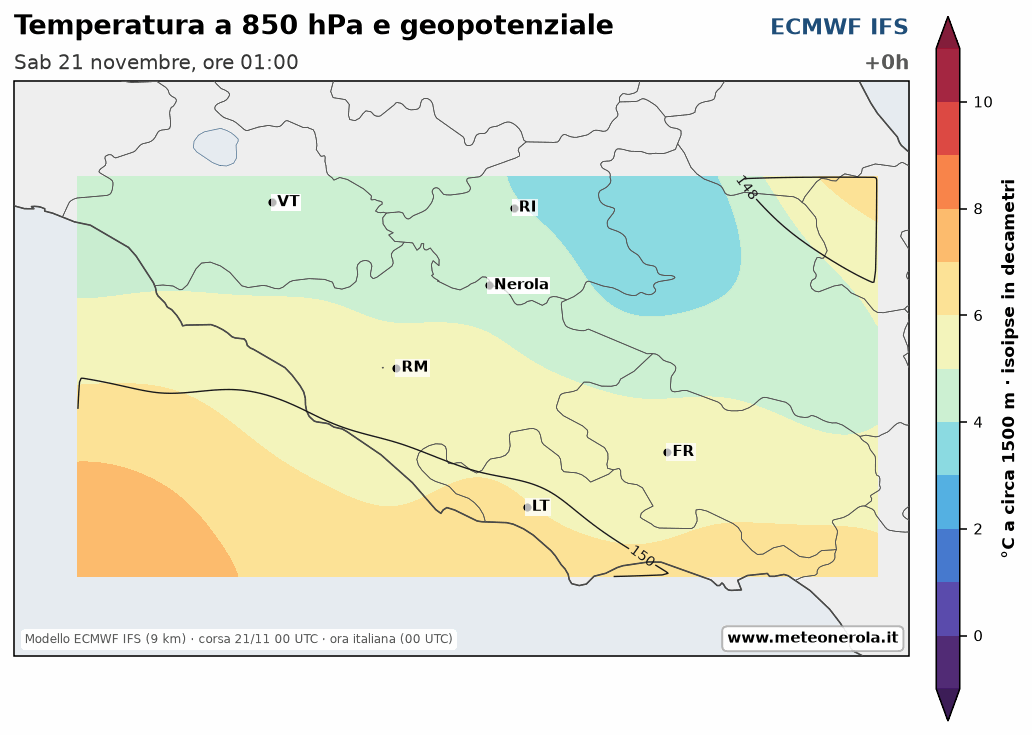 Temperatura a 850 hPa e geopotenziale
ECMWF IFS
Sab 21 novembre, ore 01:00
+0h
10
8
6
4
2
0
°C a circa 1500 m · isoipse in decametri
148
VT
RI
Nerola
RM
FR
LT
150
Modello ECMWF IFS (9 km) · corsa 21/11 00 UTC · ora italiana (00 UTC)
www.meteonerola.it